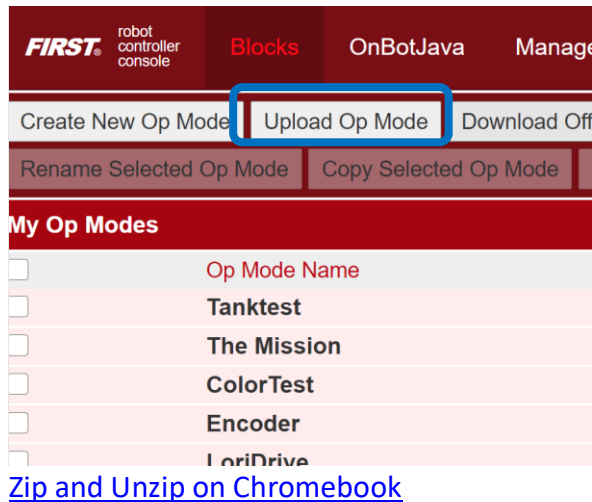 FIRST® robot controller console Blocks OnBotJava Manage
Create New Op Mode Upload Op Mode Download Off
Rename Selected Op Mode Copy Selected Op Mode
My Op Modes
Op Mode Name
Tanktest
The Mission
ColorTest
Encoder
LoriDrive
Zip and Unzip on Chromebook